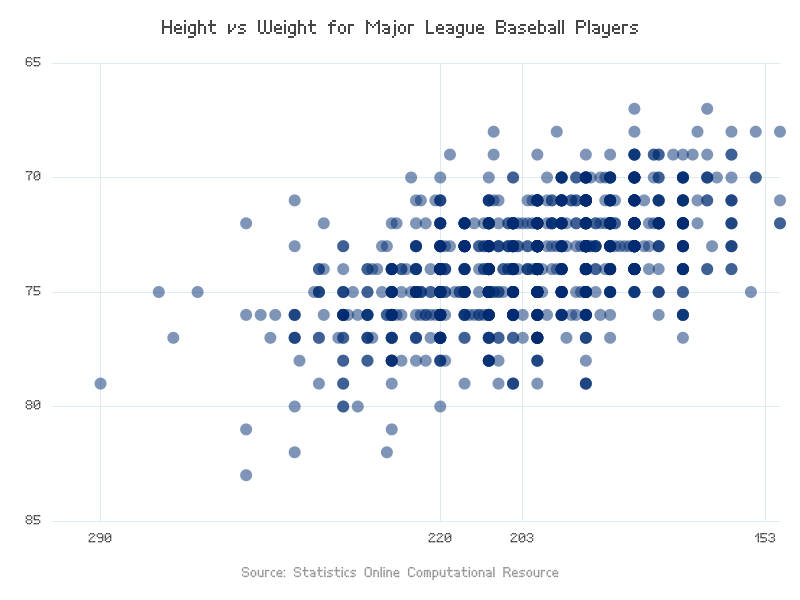 Height vs Weight for Major League Baseball Players
65
70
75
80
85
290 220 203 153
Source: Statistics Online Computational Resource